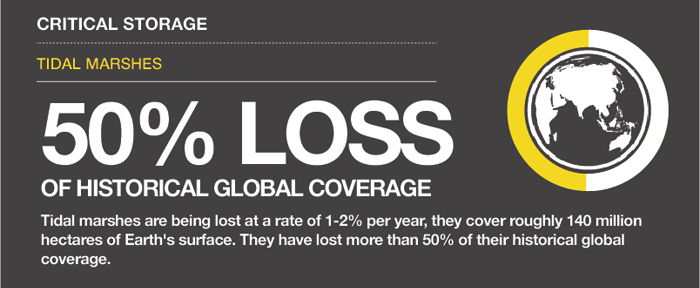 CRITICAL STORAGE
TIDAL MARSHES
50% LOSS
OF HISTORICAL GLOBAL COVERAGE
Tidal marshes are being lost at a rate of 1-2% per year, they cover roughly 140 million
hectares of Earth's surface. They have lost more than 50% of their historical global
coverage.